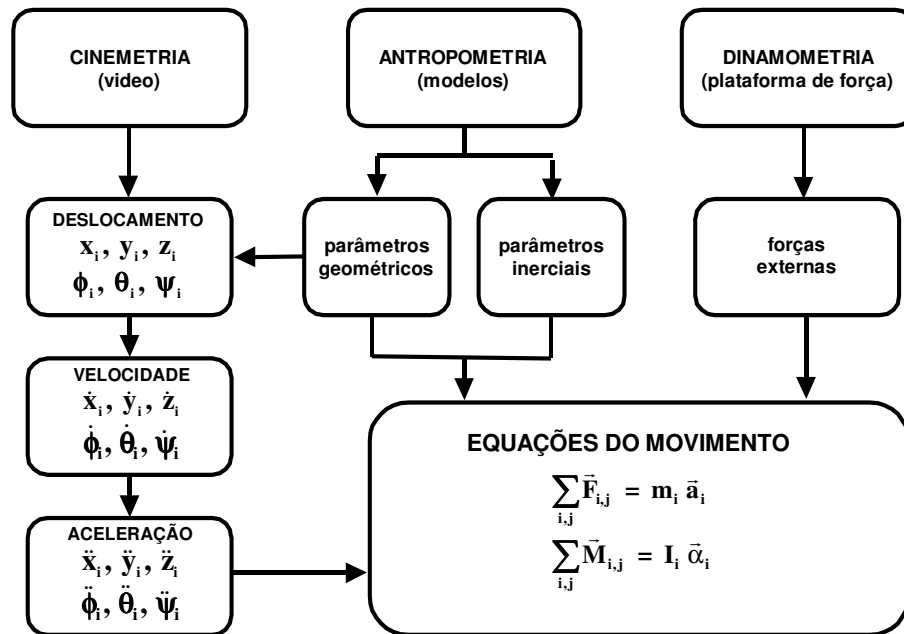 CINEMETRIA
(video)
ANTROPOMETRIA
(modelos)
DINAMOMETRIA
(plataforma de força)
DESLOCAMENTO
xᵢ, yᵢ, zᵢ
ϕᵢ, θᵢ, ψᵢ
parâmetros
geométricos
parâmetros
inerciais
forças
externas
VELOCIDADE
ẋᵢ, ẏᵢ, żᵢ
ϕ̇ᵢ, θ̇ᵢ, ψ̇ᵢ
ACELERAÇÃO
ẍᵢ, ÿᵢ, z̈ᵢ
ϕ̈ᵢ, θ̈ᵢ, ψ̈ᵢ
EQUAÇÕES DO MOVIMENTO
∑_{i,j} F⃗_{i,j} = mᵢ a⃗ᵢ
∑_{i,j} M⃗_{i,j} = Iᵢ α⃗ᵢ